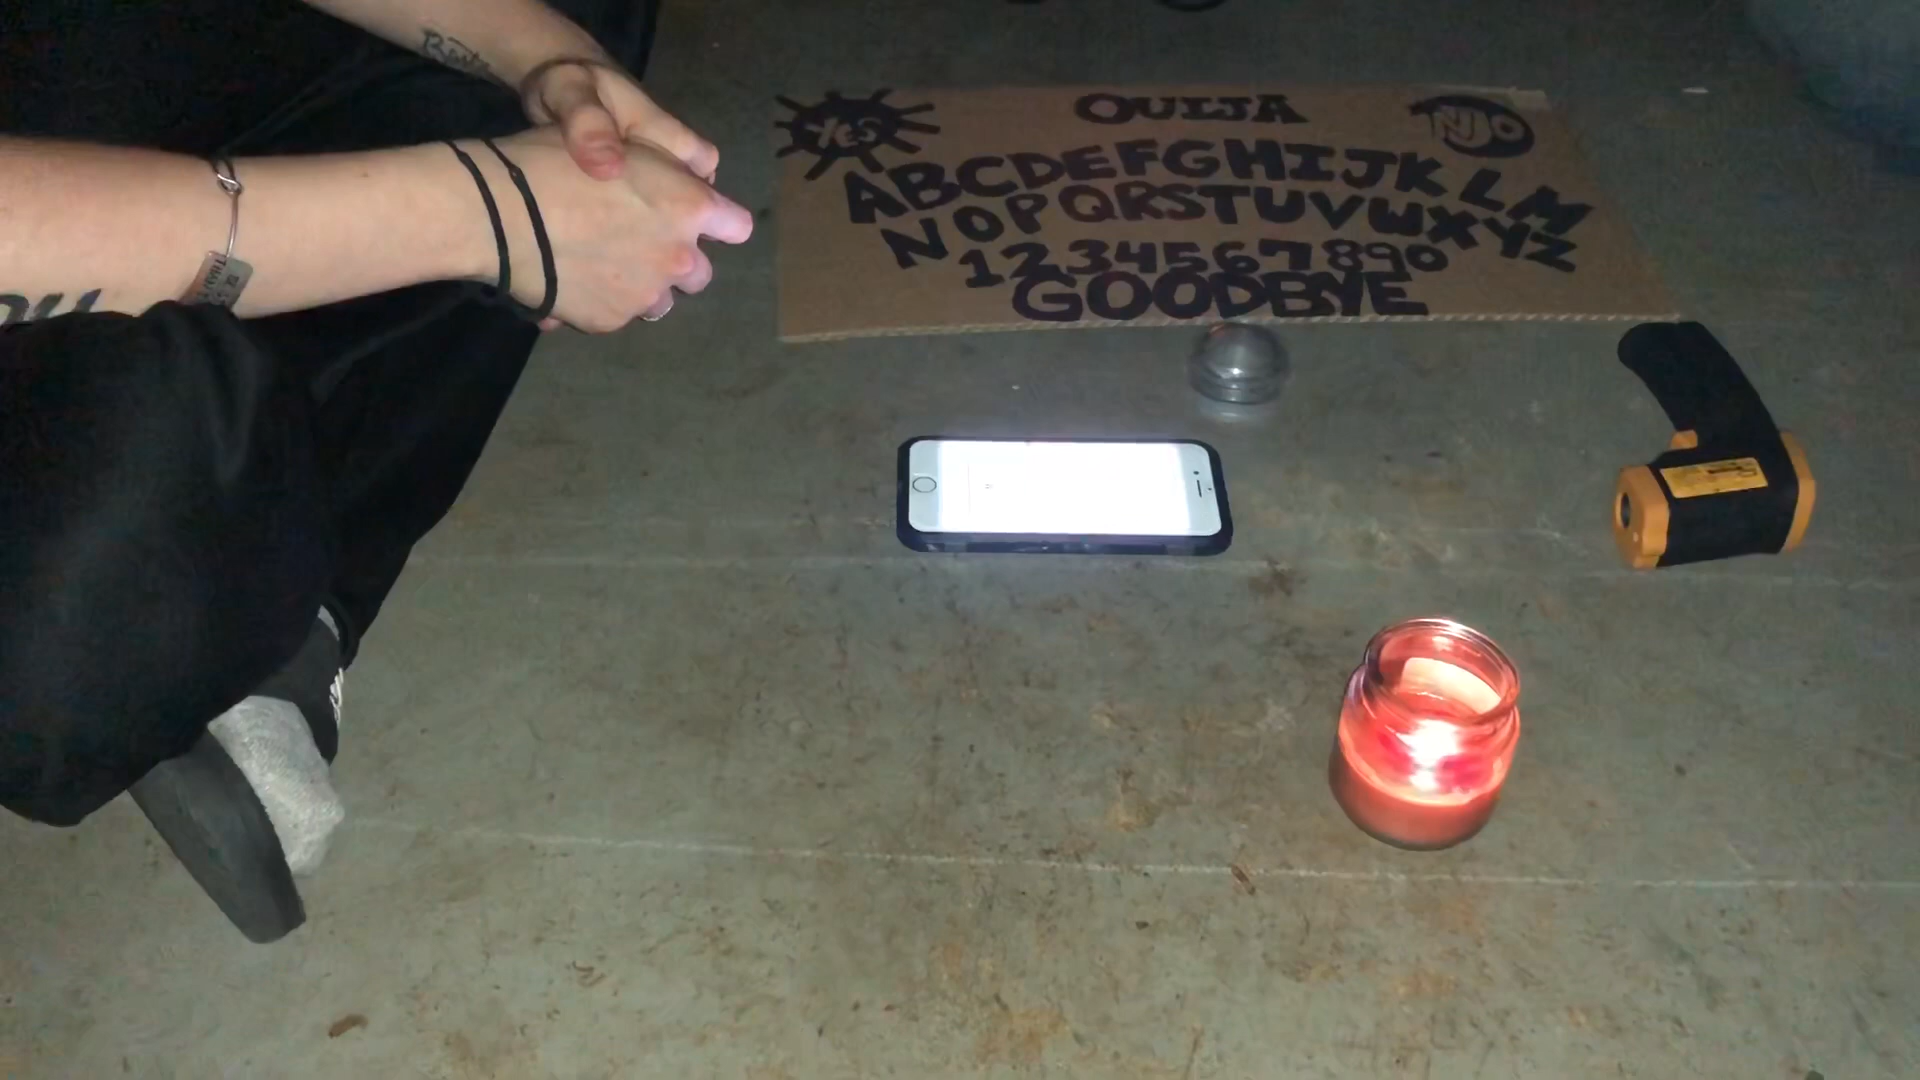 OUIJA
YES
NO
ABCDEFGHIJKLM
NOPQRSTUVWXYZ
1234567890
GOODBYE